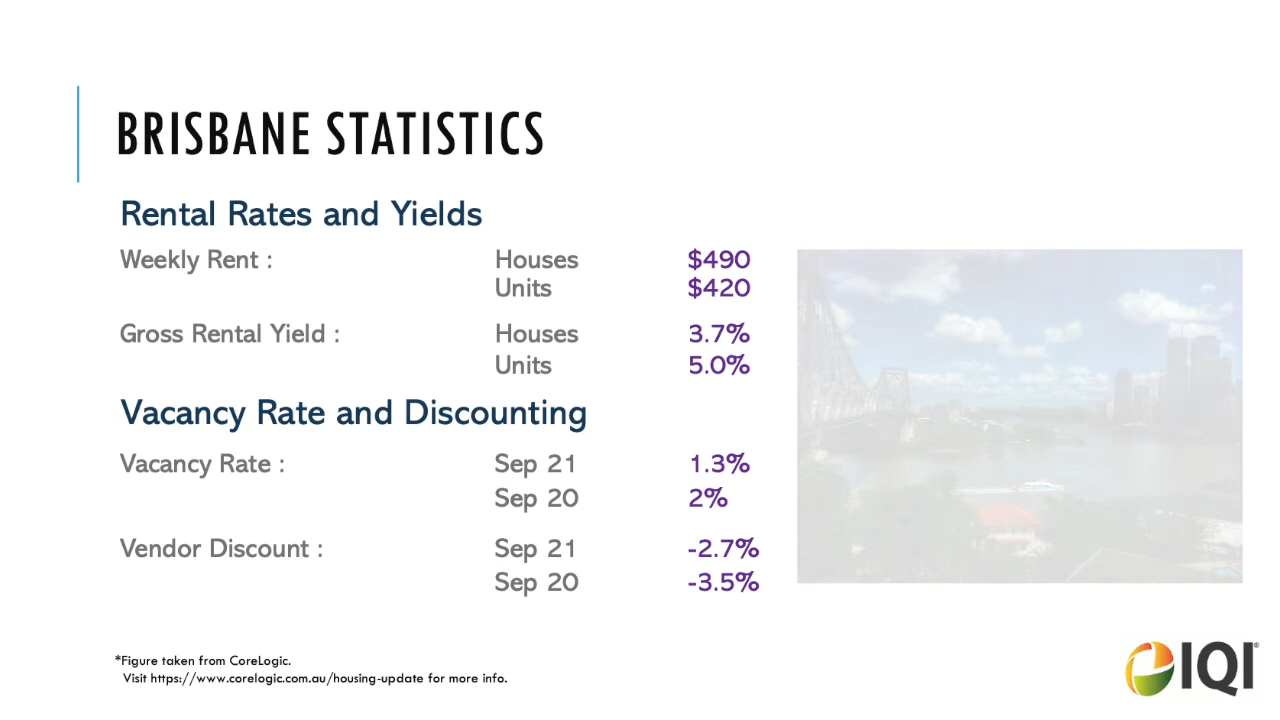 BRISBANE STATISTICS
Rental Rates and Yields
Weekly Rent : Houses $490
Units $420
Gross Rental Yield : Houses 3.7%
Units 5.0%
Vacancy Rate and Discounting
Vacancy Rate : Sep 21 1.3%
Sep 20 2%
Vendor Discount : Sep 21 -2.7%
Sep 20 -3.5%
*Figure taken from CoreLogic.
Visit https://www.corelogic.com.au/housing-update for more info.
IQI®